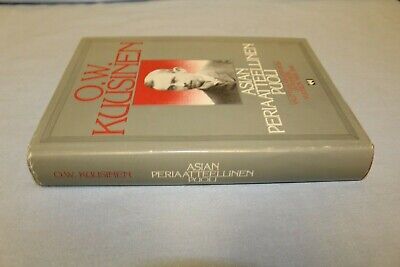 O.W.
KUUSINEN
ASIAN
PERIAATTEELLINEN
PUOLI
O.W. KUUSINEN
ASIAN
PERIAATTEELLINEN
PUOLI